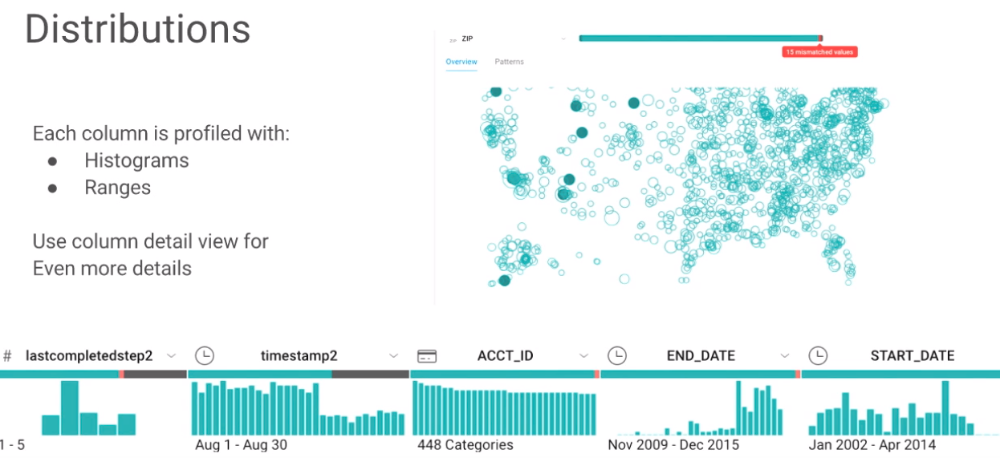 Distributions
ZIP ZIP
15 mismatched values
Overview Patterns
Each column is profiled with:
● Histograms
● Ranges
Use column detail view for
Even more details
# lastcompletedstep2 timestamp2 ACCT_ID END_DATE START_DATE
1 - 5 Aug 1 - Aug 30 448 Categories Nov 2009 - Dec 2015 Jan 2002 - Apr 2014